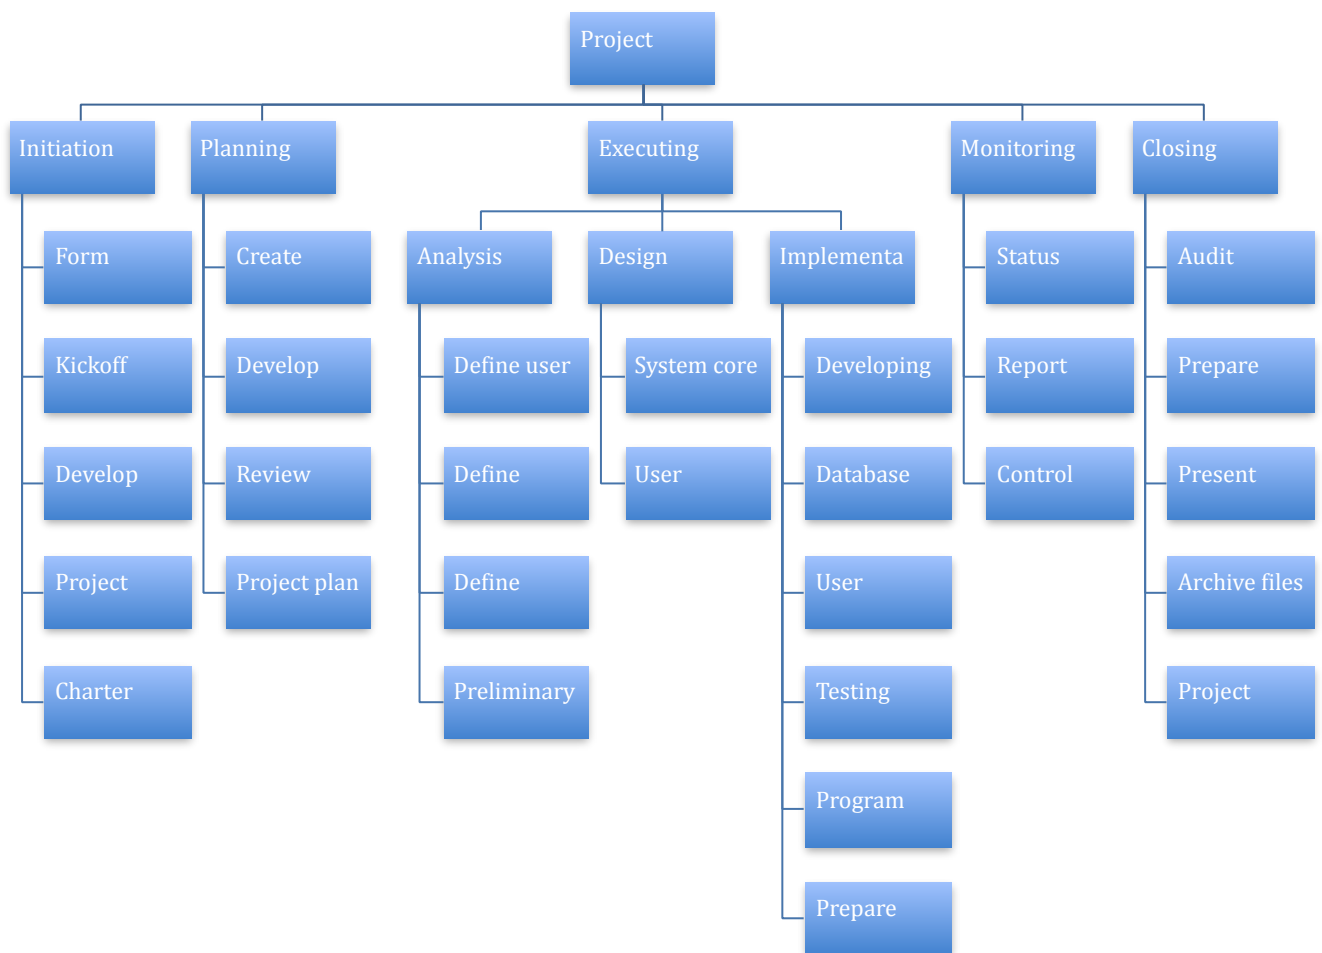 Project
Initiation
Planning
Executing
Monitoring
Closing
Form
Kickoff
Develop
Project
Charter
Create
Develop
Review
Project plan
Analysis
Define user
Define
Define
Preliminary
Design
System core
User
Implementa
Developing
Database
User
Testing
Program
Prepare
Status
Report
Control
Audit
Prepare
Present
Archive files
Project